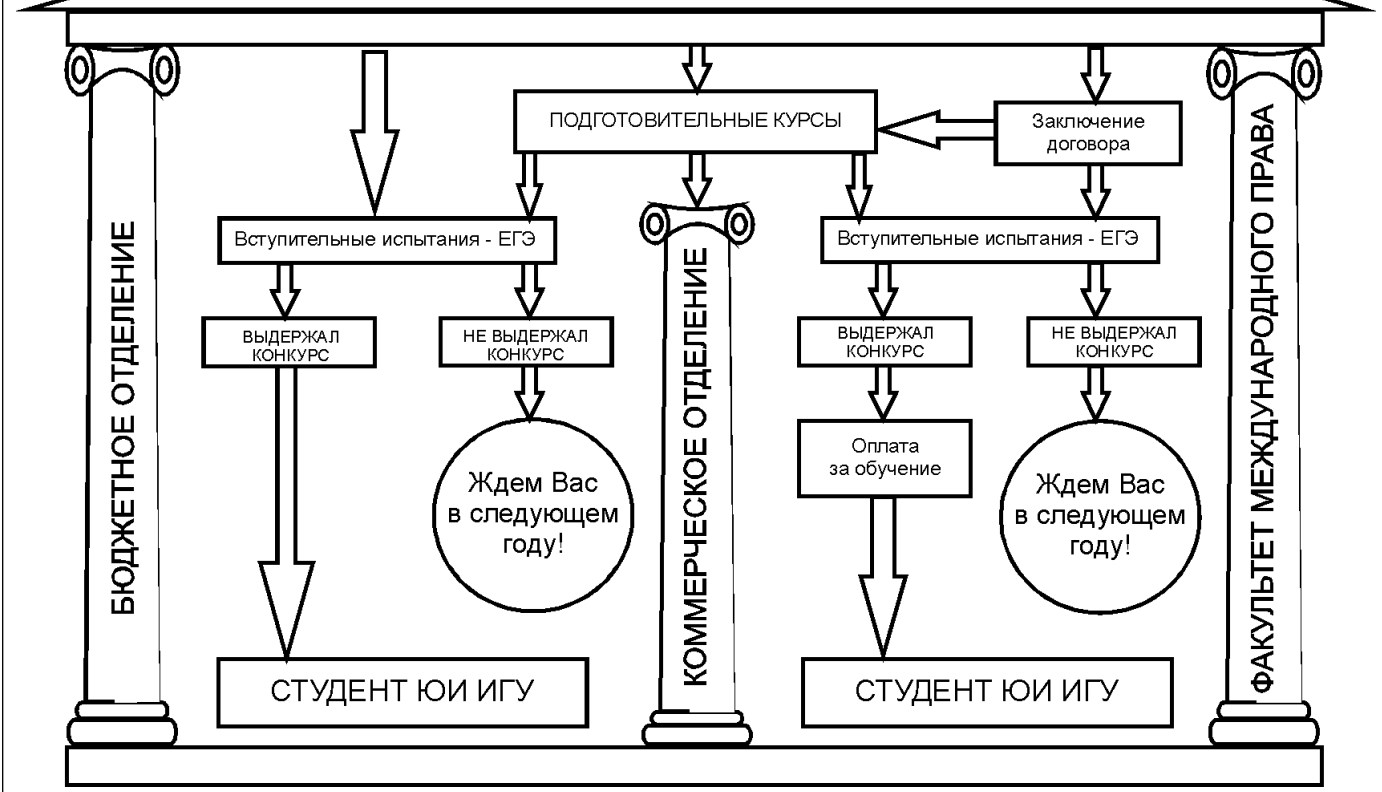 ПОДГОТОВИТЕЛЬНЫЕ КУРСЫ
Заключение
договора
БЮДЖЕТНОЕ ОТДЕЛЕНИЕ
Вступительные испытания - ЕГЭ
ВЫДЕРЖАЛ
КОНКУРС
НЕ ВЫДЕРЖАЛ
КОНКУРС
Ждем Вас
в следующем
году!
СТУДЕНТ ЮИ ИГУ
КОММЕРЧЕСКОЕ ОТДЕЛЕНИЕ
Вступительные испытания - ЕГЭ
ВЫДЕРЖАЛ
КОНКУРС
НЕ ВЫДЕРЖАЛ
КОНКУРС
Оплата
за обучение
Ждем Вас
в следующем
году!
СТУДЕНТ ЮИ ИГУ
ФАКУЛЬТЕТ МЕЖДУНАРОДНОГО ПРАВА